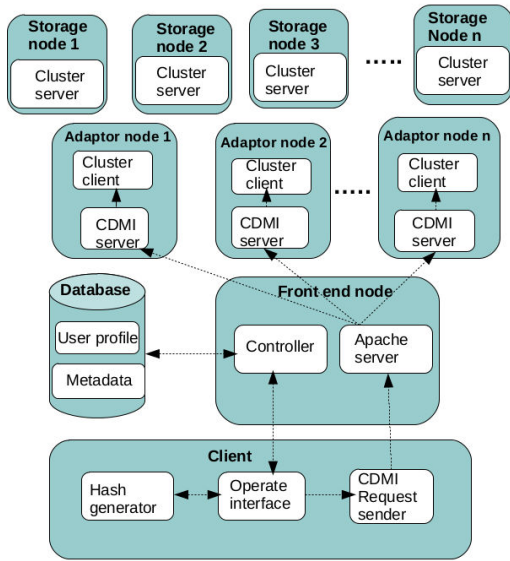 Storage
node 1
Cluster
server
Storage
node 2
Cluster
server
Storage
node 3
Cluster
server
.....
Storage
Node n
Cluster
server
Adaptor node 1
Cluster
client
CDMI
server
Adaptor node 2
Cluster
client
CDMI
server
.....
Adaptor node n
Cluster
client
CDMI
server
Database
User profile
Metadata
Front end node
Controller
Apache
server
Client
Hash
generator
Operate
interface
CDMI
Request
sender